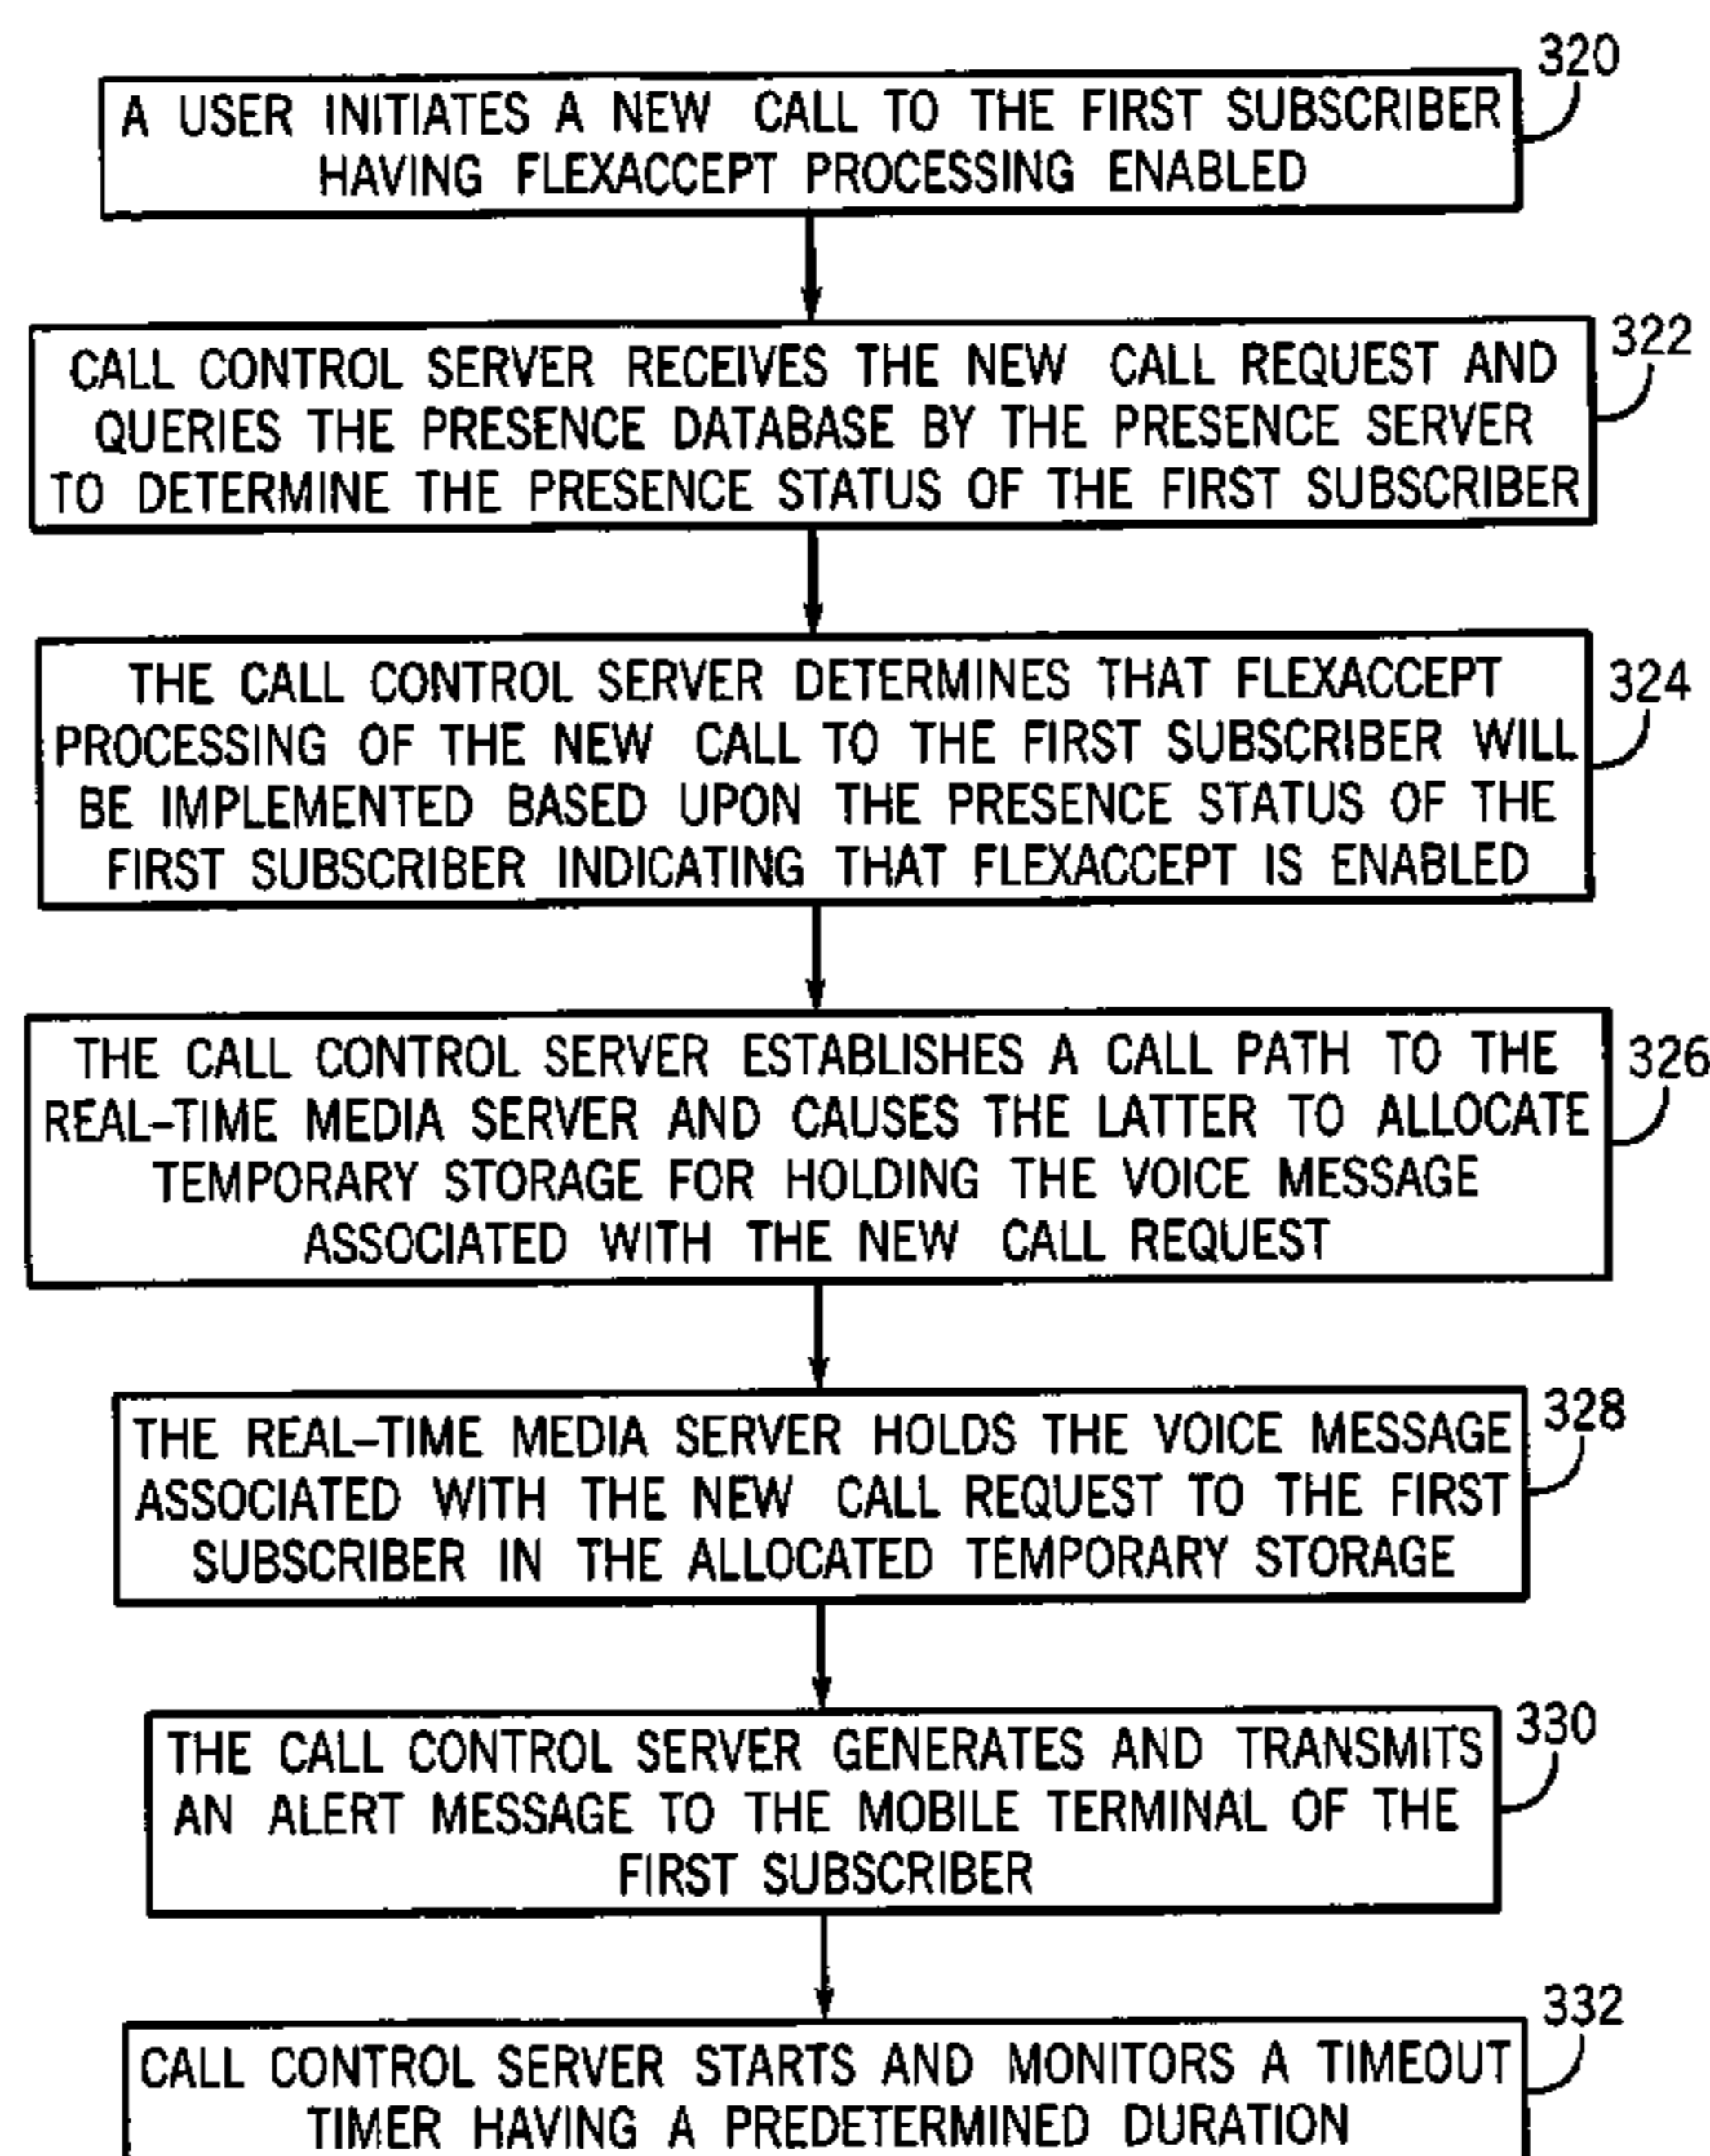 320
A USER INITIATES A NEW CALL TO THE FIRST SUBSCRIBER
HAVING FLEXACCEPT PROCESSING ENABLED
322
CALL CONTROL SERVER RECEIVES THE NEW CALL REQUEST AND
QUERIES THE PRESENCE DATABASE BY THE PRESENCE SERVER
TO DETERMINE THE PRESENCE STATUS OF THE FIRST SUBSCRIBER
324
THE CALL CONTROL SERVER DETERMINES THAT FLEXACCEPT
PROCESSING OF THE NEW CALL TO THE FIRST SUBSCRIBER WILL
BE IMPLEMENTED BASED UPON THE PRESENCE STATUS OF THE
FIRST SUBSCRIBER INDICATING THAT FLEXACCEPT IS ENABLED
326
THE CALL CONTROL SERVER ESTABLISHES A CALL PATH TO THE
REAL-TIME MEDIA SERVER AND CAUSES THE LATTER TO ALLOCATE
TEMPORARY STORAGE FOR HOLDING THE VOICE MESSAGE
ASSOCIATED WITH THE NEW CALL REQUEST
328
THE REAL-TIME MEDIA SERVER HOLDS THE VOICE MESSAGE
ASSOCIATED WITH THE NEW CALL REQUEST TO THE FIRST
SUBSCRIBER IN THE ALLOCATED TEMPORARY STORAGE
330
THE CALL CONTROL SERVER GENERATES AND TRANSMITS
AN ALERT MESSAGE TO THE MOBILE TERMINAL OF THE
FIRST SUBSCRIBER
332
CALL CONTROL SERVER STARTS AND MONITORS A TIMEOUT
TIMER HAVING A PREDETERMINED DURATION